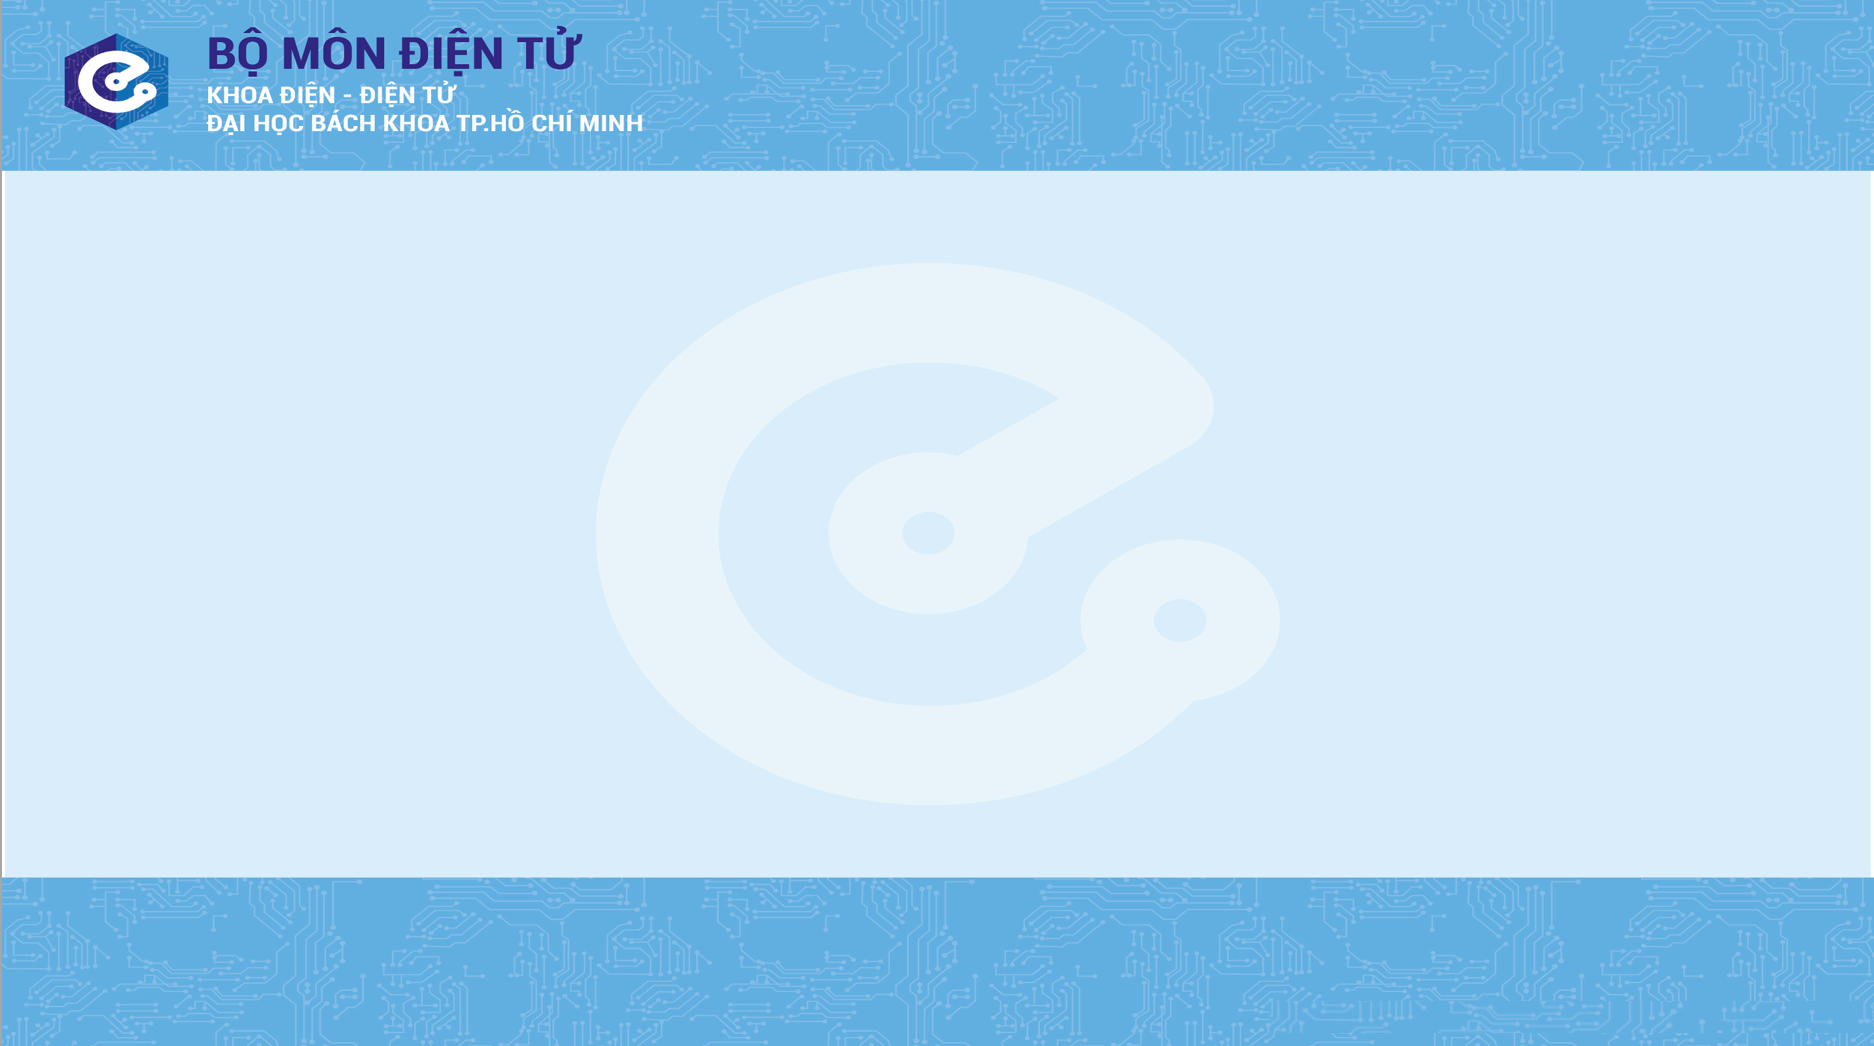 BỘ MÔN ĐIỆN TỬ
KHOA ĐIỆN - ĐIỆN TỬ
ĐẠI HỌC BÁCH KHOA TP.HỒ CHÍ MINH